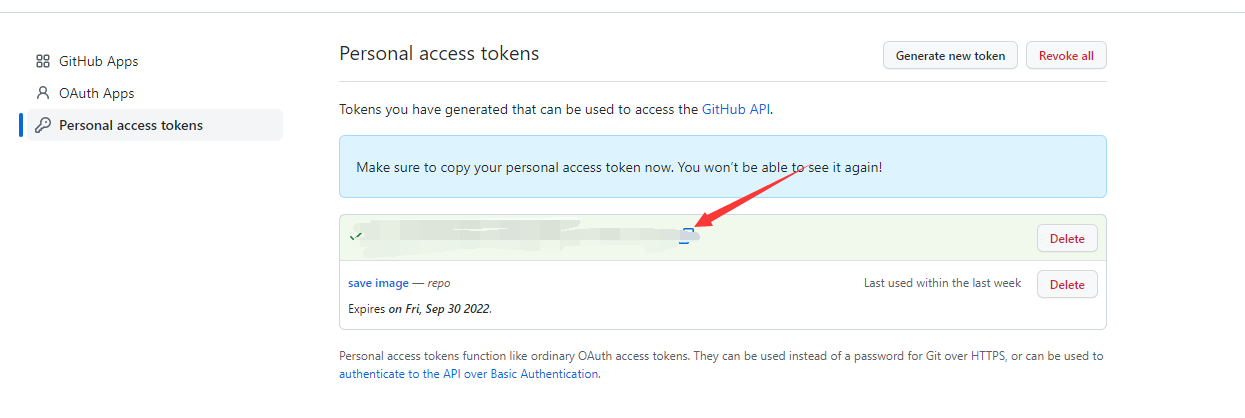 GitHub Apps
OAuth Apps
Personal access tokens
Personal access tokens
Generate new token
Revoke all
Tokens you have generated that can be used to access the GitHub API.
Make sure to copy your personal access token now. You won’t be able to see it again!
Delete
save image — repo
Last used within the last week
Delete
Expires on Fri, Sep 30 2022.
Personal access tokens function like ordinary OAuth access tokens. They can be used instead of a password for Git over HTTPS, or can be used to
authenticate to the API over Basic Authentication.